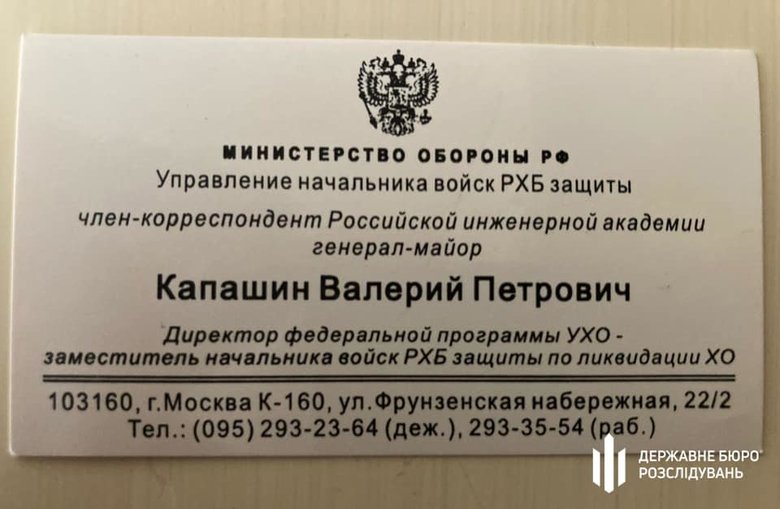 МИНИСТЕРСТВО ОБОРОНЫ РФ
Управление начальника войск РХБ защиты
член-корреспондент Российской инженерной академии
генерал-майор
Капашин Валерий Петрович
Директор федеральной программы УХО -
заместитель начальника войск РХБ защиты по ликвидации ХО
103160, г.Москва К-160, ул.Фрунзенская набережная, 22/2
Тел.: (095) 293-23-64 (деж.), 293-35-54 (раб.)
ДЕРЖАВНЕ БЮРО
РОЗСЛІДУВАНЬ